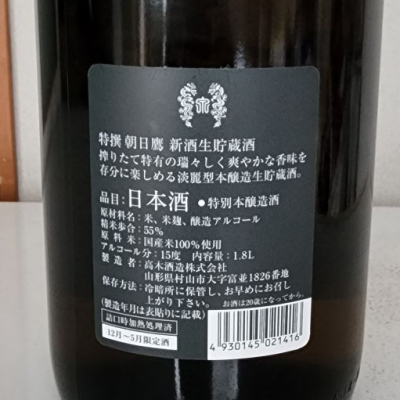 特撰 朝日鷹 新酒生貯蔵酒
搾りたて特有の瑞々しく爽やかな香味を
存分に楽しめる淡麗型本醸造生貯蔵酒。
品目:日本酒 ●特別本醸造酒
原材料名:米、米麹、醸造アルコール
精米歩合:55%
原料米:国産米100%使用
アルコール分:15度 内容量:1.8L
製造者:高木酒造株式会社
山形県村山市大字富並1826番地
保存方法:冷暗所に保管し、お早めにお召し
上がり下さい。
お酒は20歳になってから。
(製造年月は表貼りに記載)
詰口時加熱処理済
12月~5月限定酒
4 930145 021416